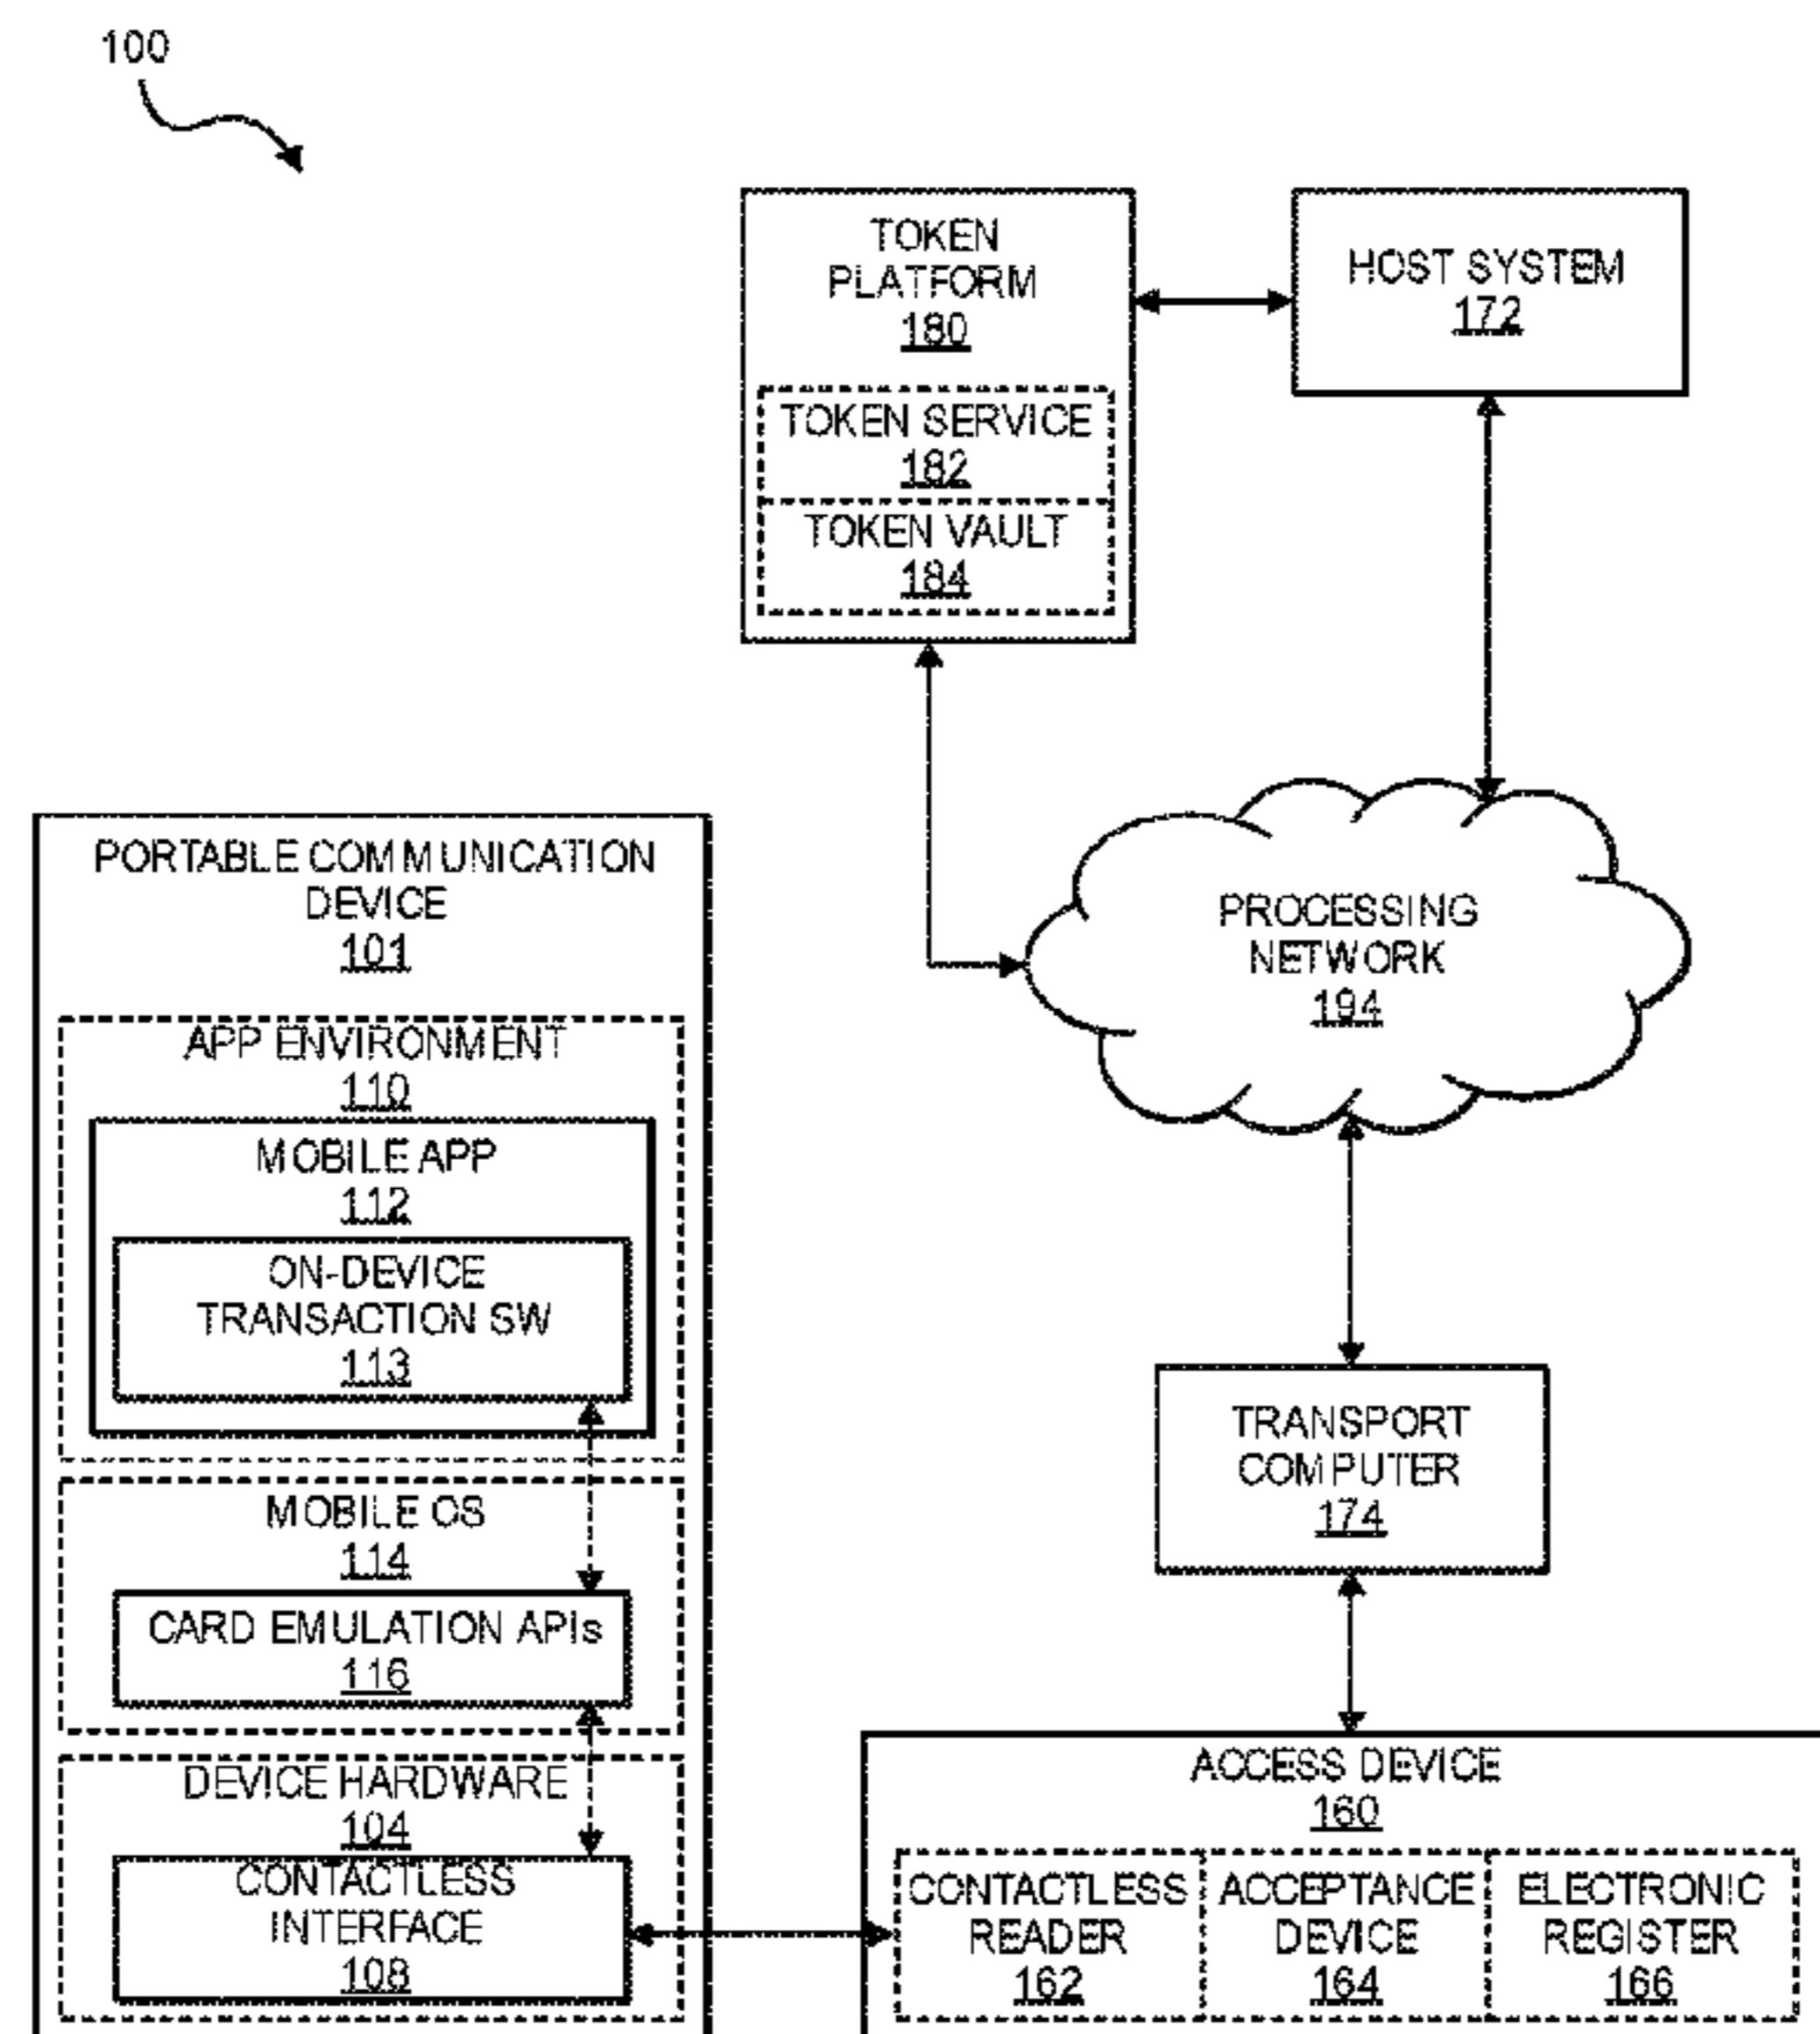 100
TOKEN
PLATFORM
180
TOKEN SERVICE
182
TOKEN VAULT
184
HOST SYSTEM
172
PROCESSING
NETWORK
194
PORTABLE COMMUNICATION
DEVICE
101
APP ENVIRONMENT
110
MOBILE APP
112
ON-DEVICE
TRANSACTION SW
113
MOBILE OS
114
CARD EMULATION APIs
116
DEVICE HARDWARE
104
CONTACTLESS
INTERFACE
108
TRANSPORT
COMPUTER
174
ACCESS DEVICE
160
CONTACTLESS
READER
162
ACCEPTANCE
DEVICE
164
ELECTRONIC
REGISTER
166